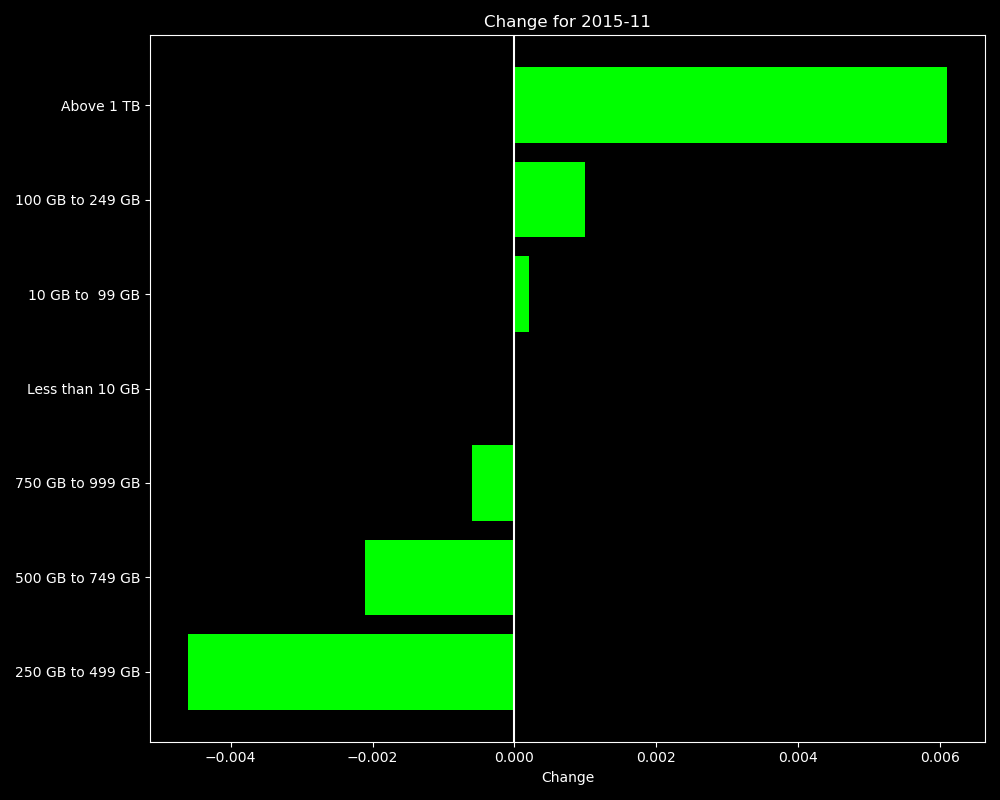 Change for 2015-11
Above 1 TB
100 GB to 249 GB
10 GB to  99 GB
Less than 10 GB
750 GB to 999 GB
500 GB to 749 GB
250 GB to 499 GB
−0.004 −0.002 0.000 0.002 0.004 0.006
Change